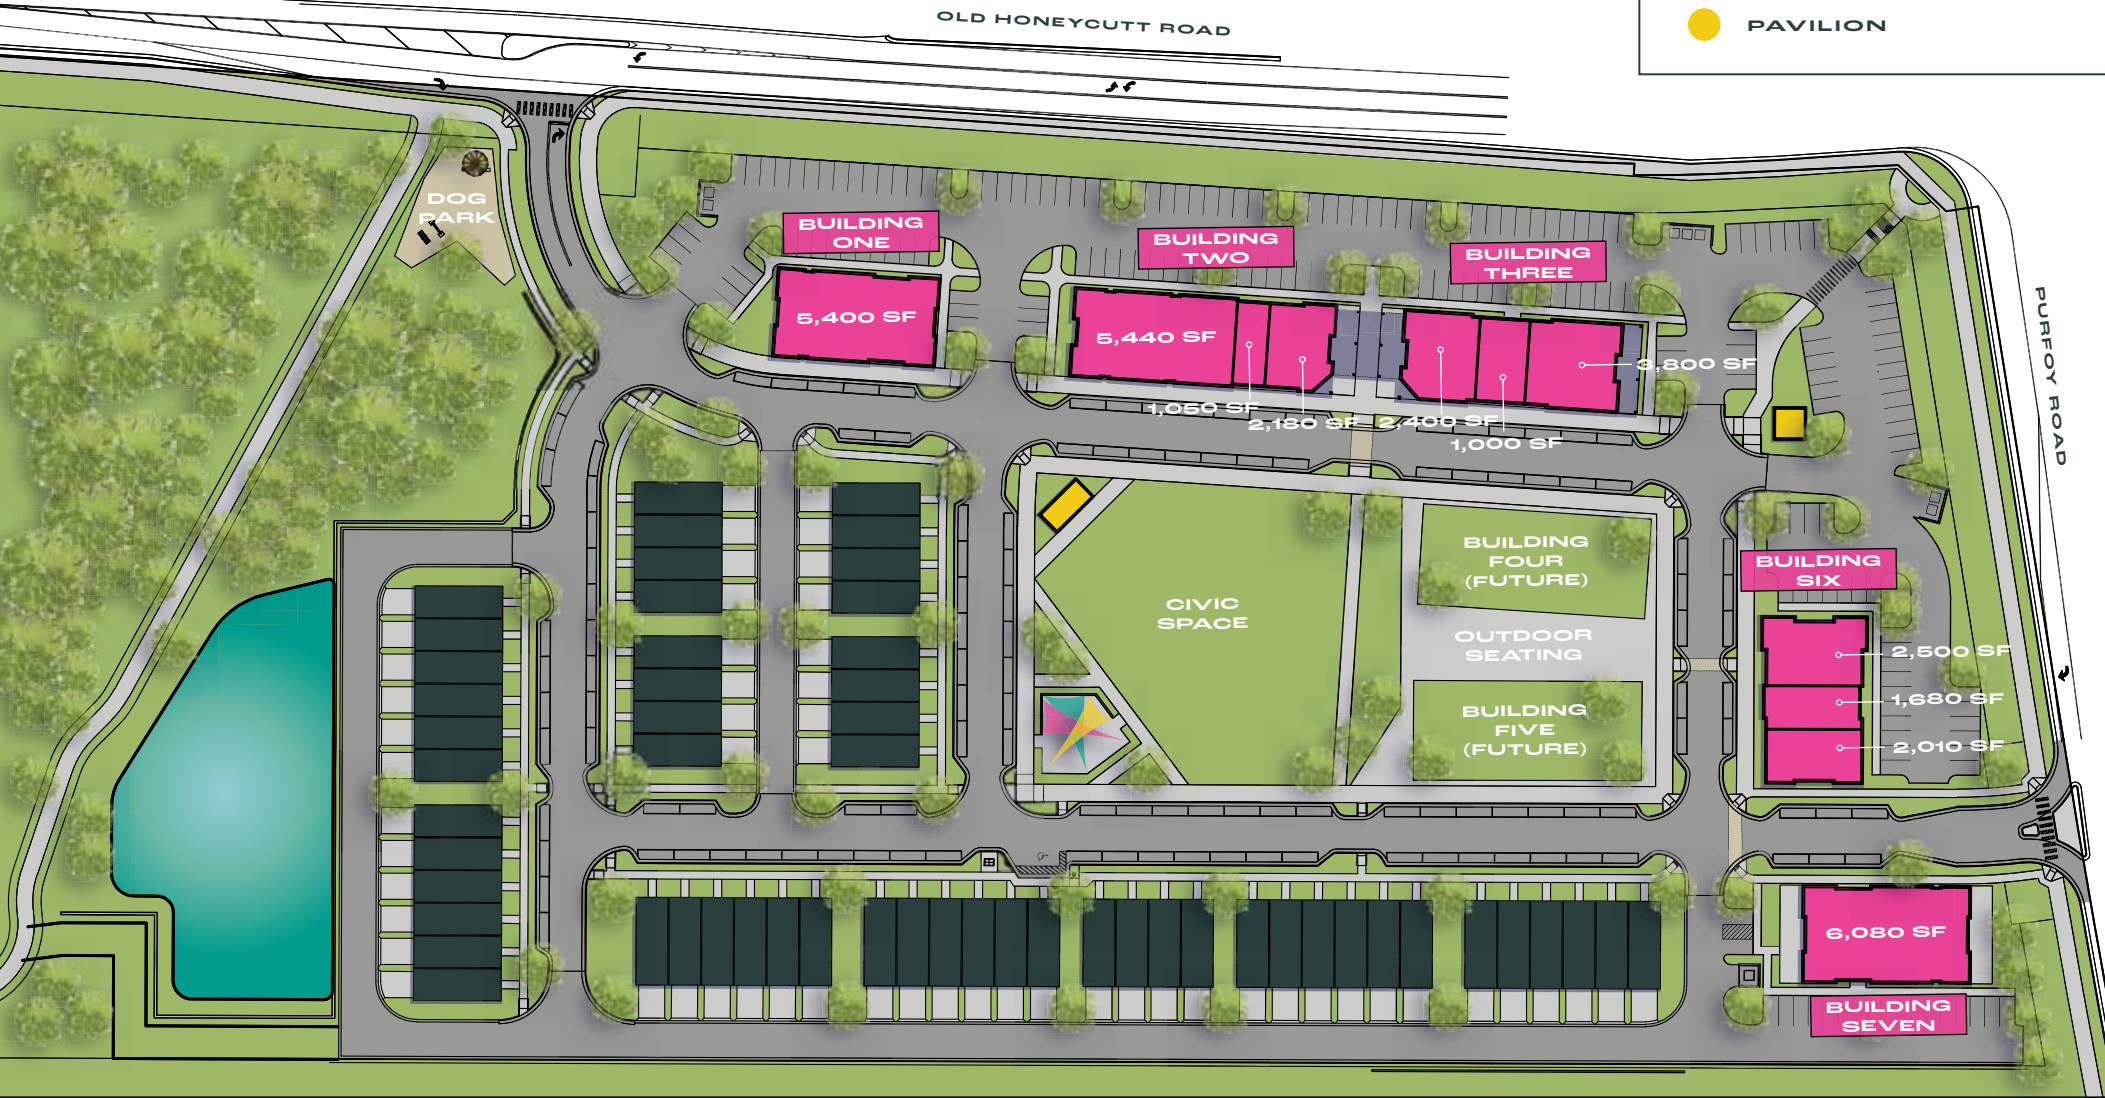 OLD HONEYCUTT ROAD
PAVILION
DOG
PARK
BUILDING
ONE
BUILDING
TWO
BUILDING
THREE
5,400 SF
5,440 SF
3,800 SF
1,050 SF
2,180 SF
2,400 SF
1,000 SF
PURFOY ROAD
BUILDING
FOUR
(FUTURE)
CIVIC
SPACE
OUTDOOR
SEATING
BUILDING
FIVE
(FUTURE)
BUILDING
SIX
2,500 SF
1,680 SF
2,010 SF
6,080 SF
BUILDING
SEVEN